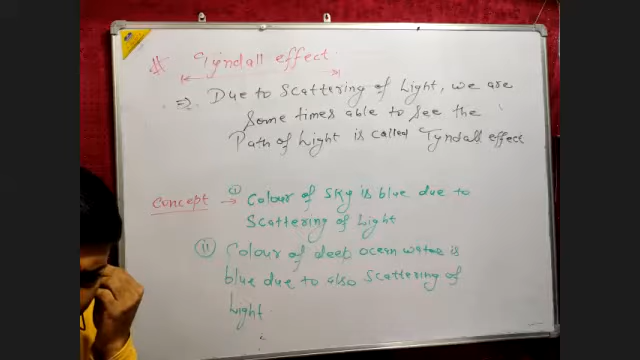 Tyndall effect
⇒ Due to Scattering of Light, we are
Some times able to See the
Path of Light is called Tyndall effect
Concept → (i) Colour of Sky is blue due to
Scattering of Light
(ii) Colour of deep ocean water is
blue due to also Scattering of
Light